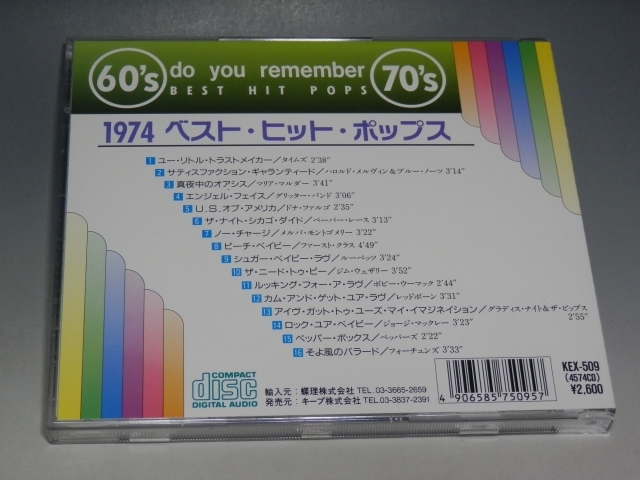 60's do you remember 70's
BEST HIT POPS
1974 ベスト・ヒット・ポップス
1 ユー・リトル・トラストメイカー/タイムズ 2'38"
2 サティスファクション・ギャランティード/ハロルド・メルヴィン&ブルー・ノーツ 3'14"
3 真夜中のオアシス/マリア・マルダー 3'41"
4 エンジェル・フェイス/グリッター・バンド 3'06"
5 U.S.オブ・アメリカ/ドナ・ファルゴ 2'35"
6 ザ・ナイト・シカゴ・ダイド/ペーパー・レース 3'13"
7 ノー・チャージ/メルバ・モントゴメリー 3'22"
8 ビーチ・ベイビー/ファースト・クラス 4'49"
9 シュガー・ベイビー・ラヴ/ルーベッツ 3'24"
10 ザ・ニード・トゥ・ビー/ジム・ウェザリー 3'52"
11 ルッキング・フォー・ア・ラヴ/ボビー・ウーマック 2'44"
12 カム・アンド・ゲット・ユア・ラヴ/レッドボーン 3'31"
13 アイヴ・ガット・トゥ・ユーズ・マイ・イマジネイション/グラディス・ナイト&ザ・ピップス 2'55"
14 ロック・ユア・ベイビー/ジョージ・マックレー 3'23"
15 ペッパー・ボックス/ペッパーズ 2'22"
16 そよ風のバラード/フォーチュンズ 3'33"
COMPACT
disc
DIGITAL AUDIO
輸入元:蝶理株式会社 TEL.03-3665-2659
発売元:キープ株式会社 TEL.03-3837-2391
4 906585 750957
KEX-509
(4574CD)
¥2,600